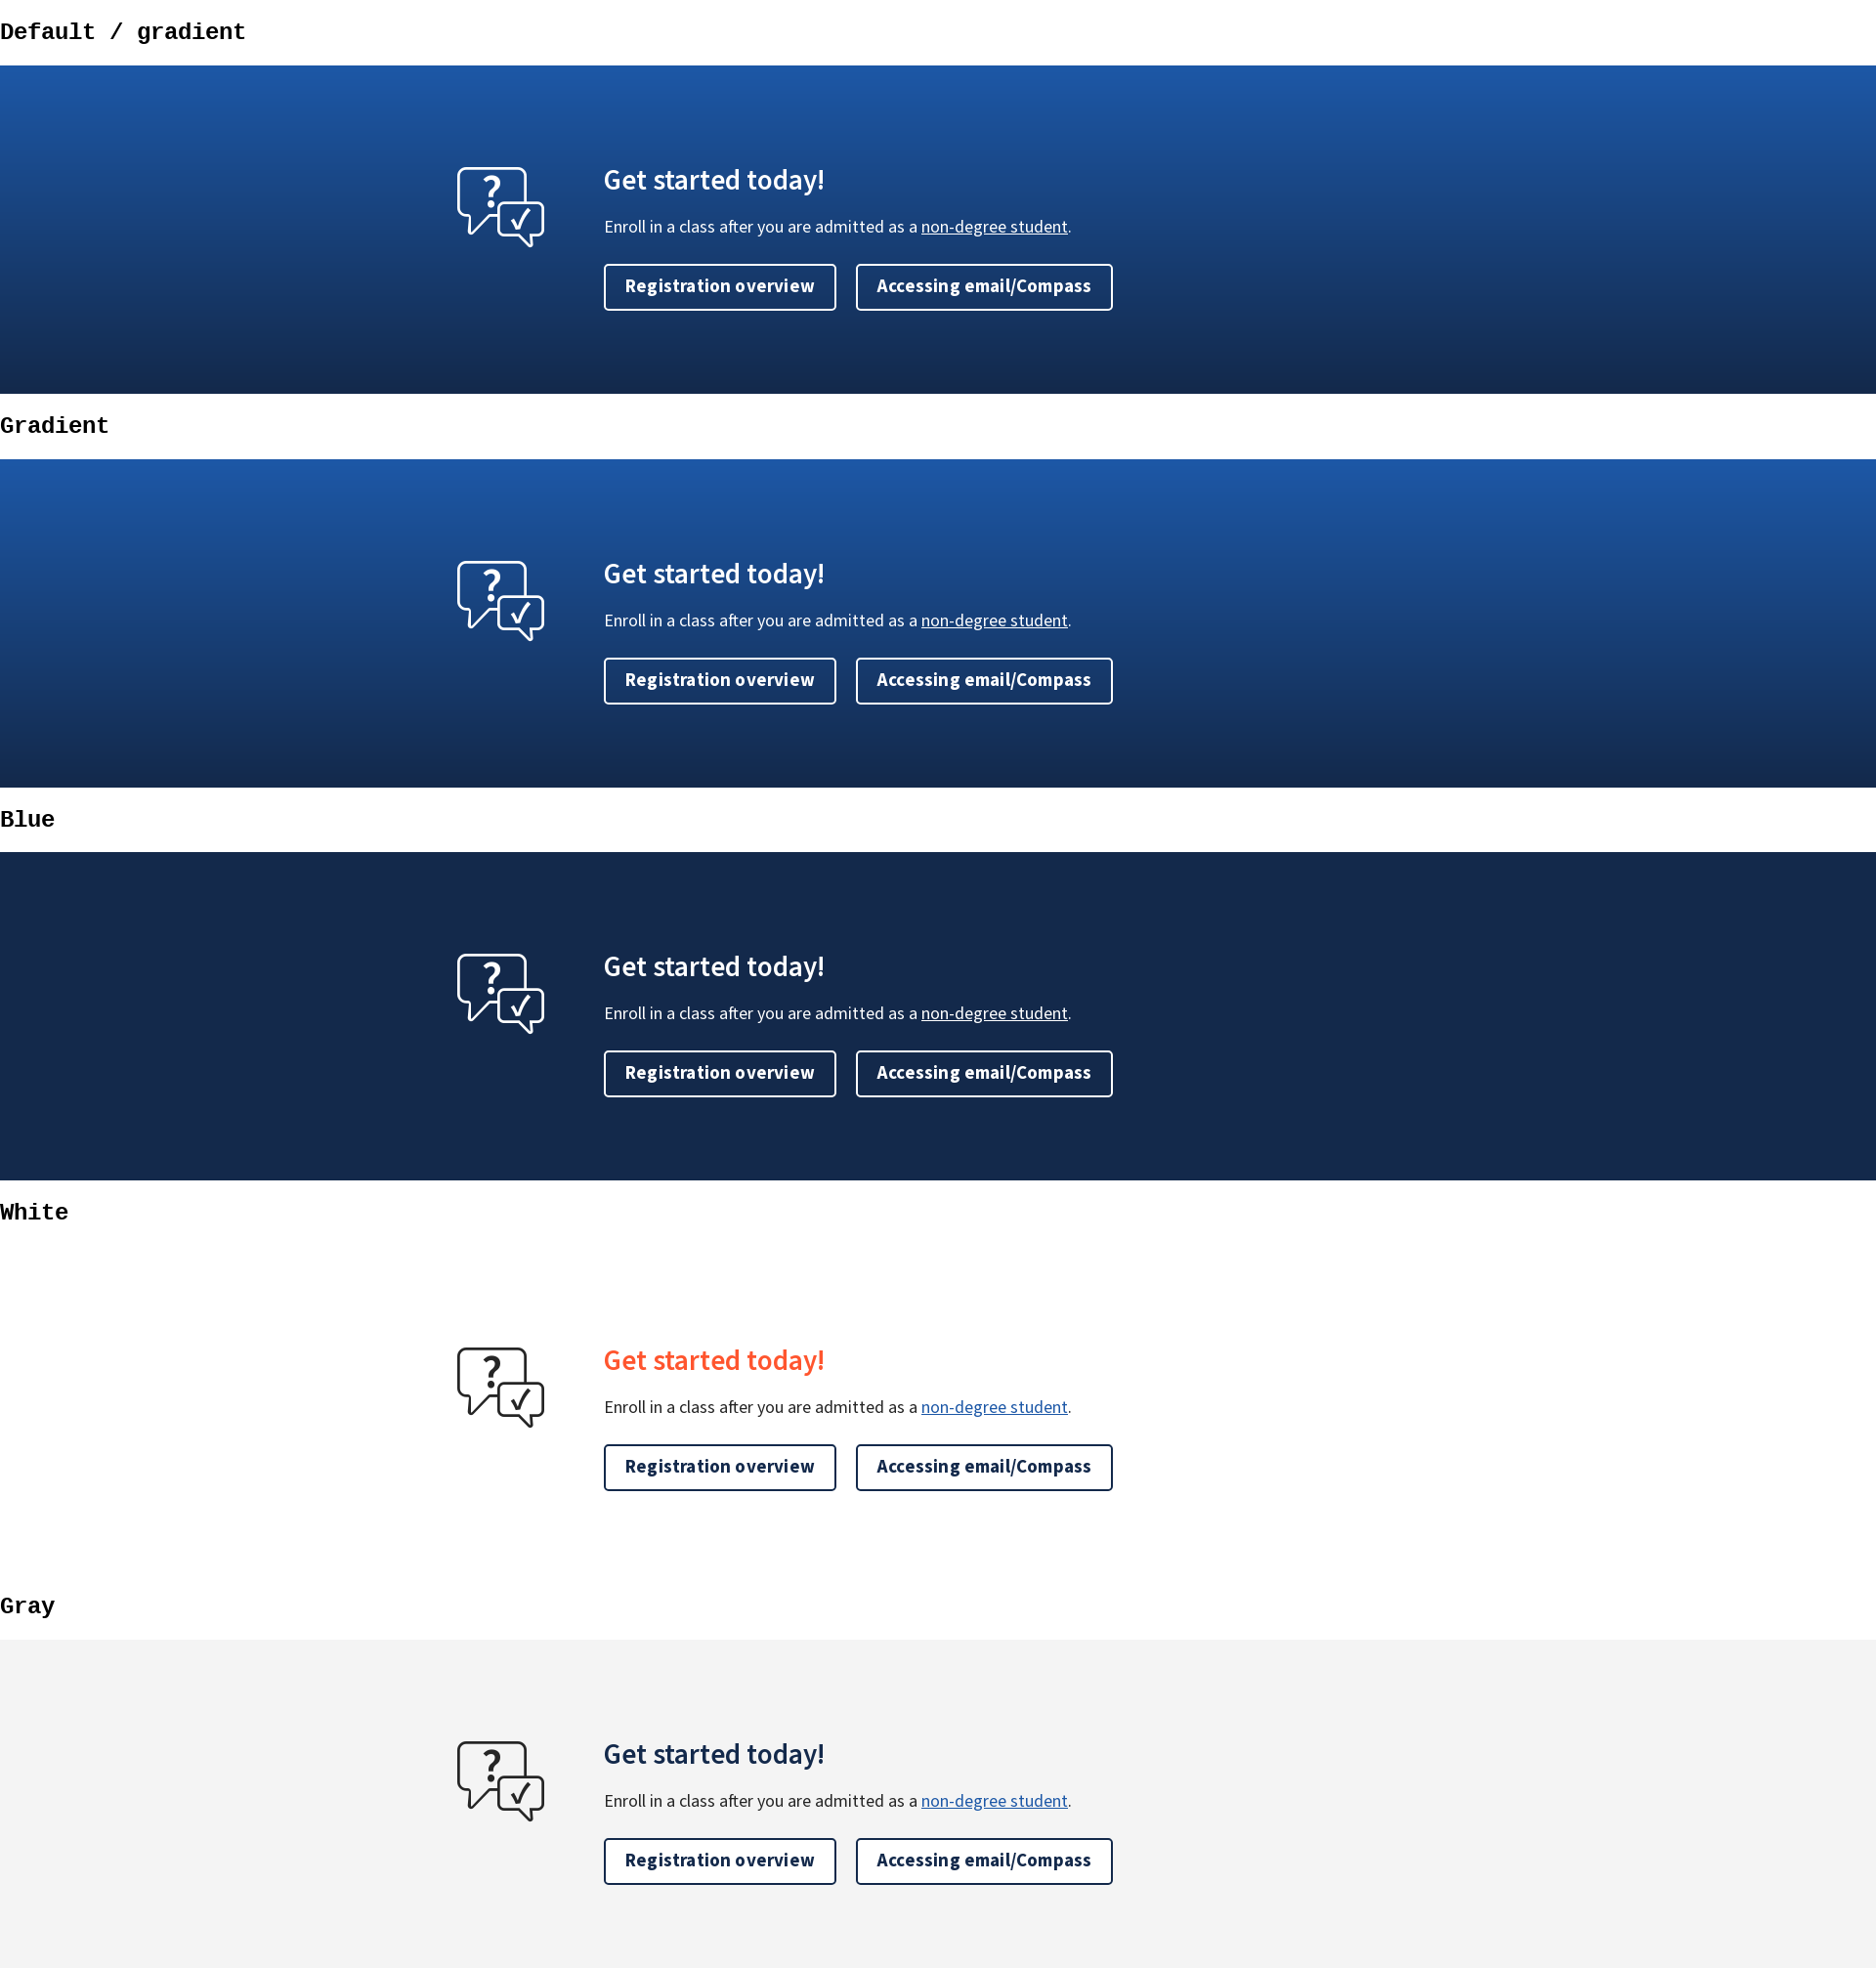 Default / gradient
Get started today!
Enroll in a class after you are admitted as a non-degree student.
Registration overview Accessing email/Compass
Gradient
Get started today!
Enroll in a class after you are admitted as a non-degree student.
Registration overview Accessing email/Compass
Blue
Get started today!
Enroll in a class after you are admitted as a non-degree student.
Registration overview Accessing email/Compass
White
Get started today!
Enroll in a class after you are admitted as a non-degree student.
Registration overview Accessing email/Compass
Gray
Get started today!
Enroll in a class after you are admitted as a non-degree student.
Registration overview Accessing email/Compass